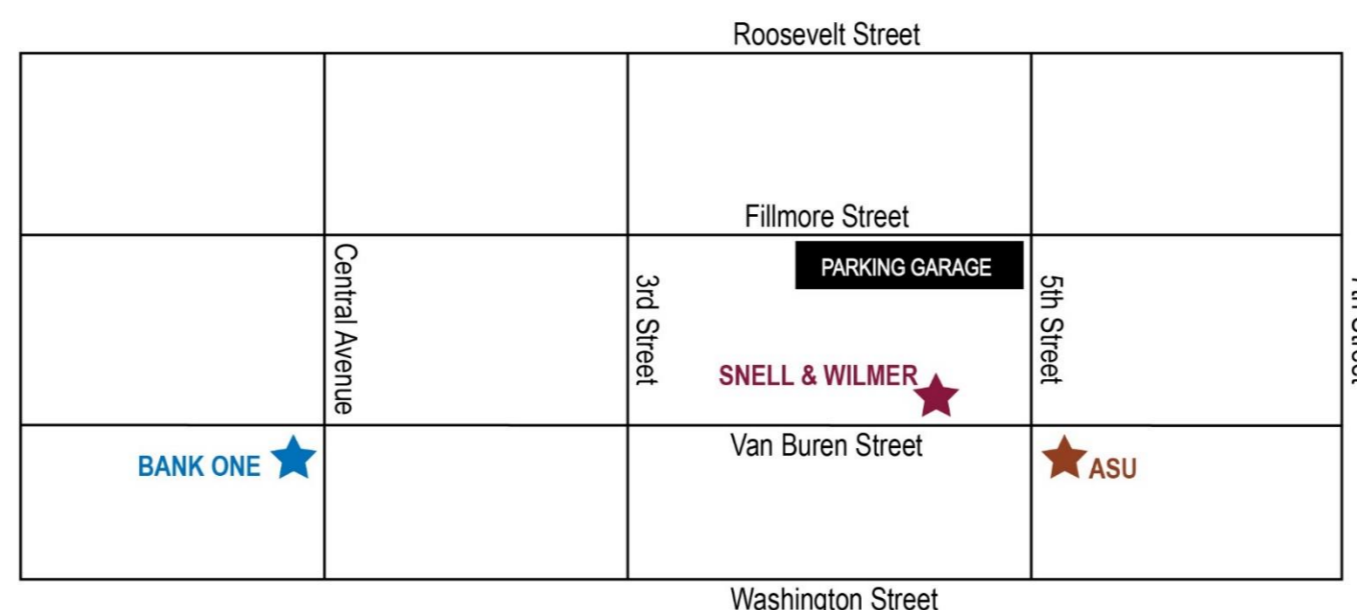 Roosevelt Street
Fillmore Street
Central Avenue
3rd Street
PARKING GARAGE
5th Street
SNELL & WILMER
Van Buren Street
BANK ONE
ASU
Washington Street